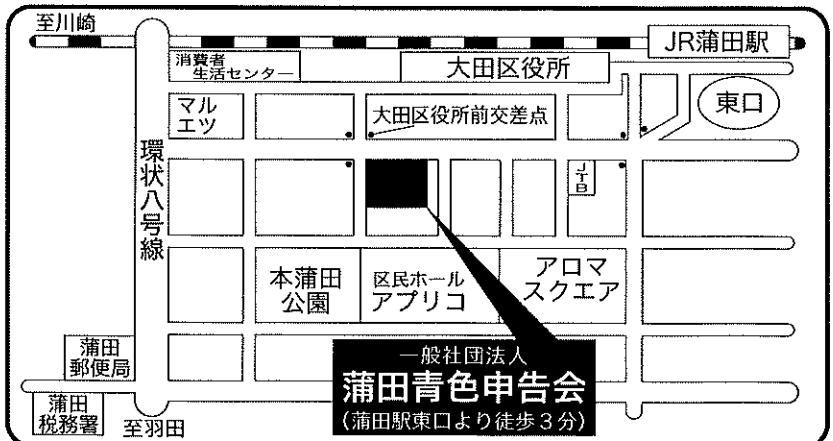 至川崎
JR蒲田駅
消費者
生活センター
大田区役所
東口
マル
エツ
大田区役所前交差点
環状八号線
JTB
本蒲田
公園
区民ホール
アプリコ
アロマ
スクエア
蒲田
郵便局
一般社団法人
蒲田青色申告会
(蒲田駅東口より徒歩3分)
蒲田
税務署
至羽田